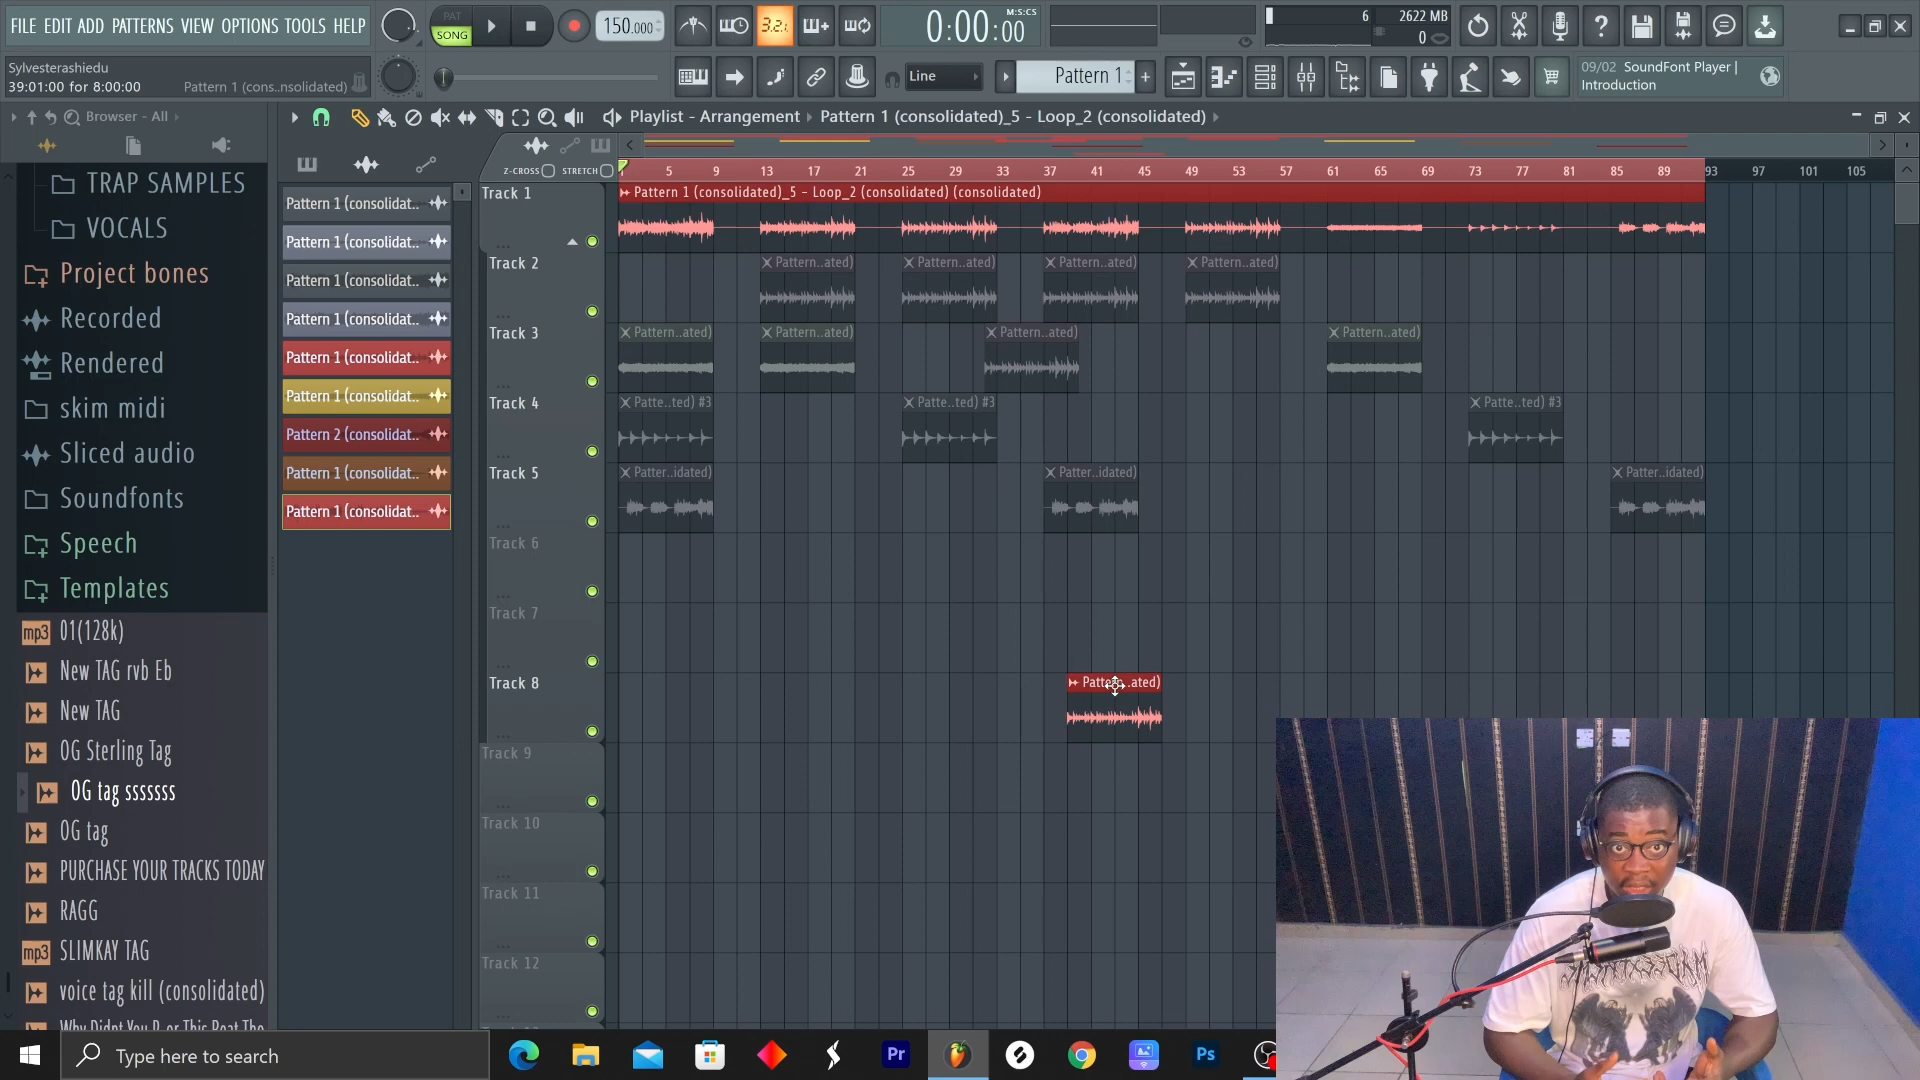 FILE EDIT ADD PATTERNS VIEW OPTIONS TOOLS HELP
PAT
SONG
150.000
3.2.
0:00:00
M:S:CS
6
2622 MB
0
Sylvesterashiedu
39:01:00 for 8:00:00
Pattern 1 (cons..nsolidated)
Line
Pattern 1
09/02 SoundFont Player |
Introduction
Browser - All
Playlist - Arrangement
Pattern 1 (consolidated)_5 - Loop_2 (consolidated)
Z-CROSS
STRETCH
5 9 13 17 21 25 29 33 37 41 45 49 53 57 61 65 69 73 77 81 85 89 93 97 101 105
TRAP SAMPLES
VOCALS
Project bones
Recorded
Rendered
skim midi
Sliced audio
Soundfonts
Speech
Templates
mp3 01(128k)
New TAG rvb Eb
New TAG
OG Sterling Tag
OG tag sssssss
OG tag
PURCHASE YOUR TRACKS TODAY
RAGG
mp3 SLIMKAY TAG
voice tag kill (consolidated)
Pattern 1 (consolidat..
Pattern 1 (consolidat..
Pattern 1 (consolidat..
Pattern 1 (consolidat..
Pattern 1 (consolidat..
Pattern 1 (consolidat..
Pattern 2 (consolidat..
Pattern 1 (consolidat..
Pattern 1 (consolidat..
Track 1
Pattern 1 (consolidated)_5 - Loop_2 (consolidated) (consolidated)
Track 2
Pattern..ated) Pattern..ated) Pattern..ated) Pattern..ated)
Track 3
Pattern..ated) Pattern..ated) Pattern..ated) Pattern..ated)
Track 4
Patte..ted) #3 Patte..ted) #3 Patte..ted) #3
Track 5
Patter..idated) Patter..idated) Patter..idated)
Track 6
Track 7
Track 8
ated)
Track 9
Track 10
Track 11
Track 12
Type here to search
Pr
Ps